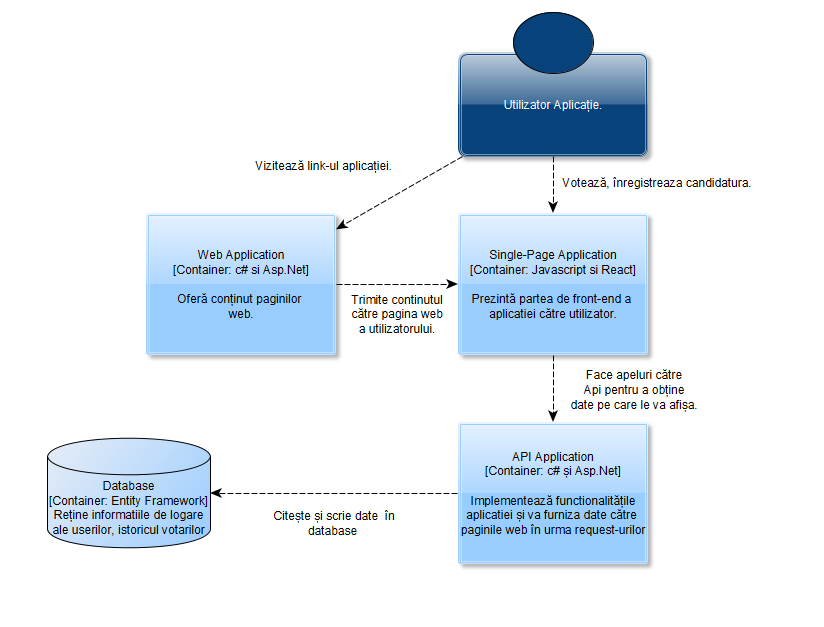 Utilizator Aplicație.
Vizitează link-ul aplicației.
Votează, înregistreaza candidatura.
Web Application
[Container: c# si Asp.Net]
Oferă conținut paginilor
web.
Trimite continutul
către pagina web
a utilizatorului.
Single-Page Application
[Container: Javascript si React]
Prezintă partea de front-end a
aplicatiei către utilizator.
Face apeluri către
Api pentru a obține
date pe care le va afișa.
API Application
[Container: c# și Asp.Net]
Implementează functionalitățile
aplicatiei și va furniza date către
paginile web în urma request-urilor
Citește și scrie date în
database
Database
[Container: Entity Framework]
Reține informatiile de logare
ale userilor, istoricul votarilor